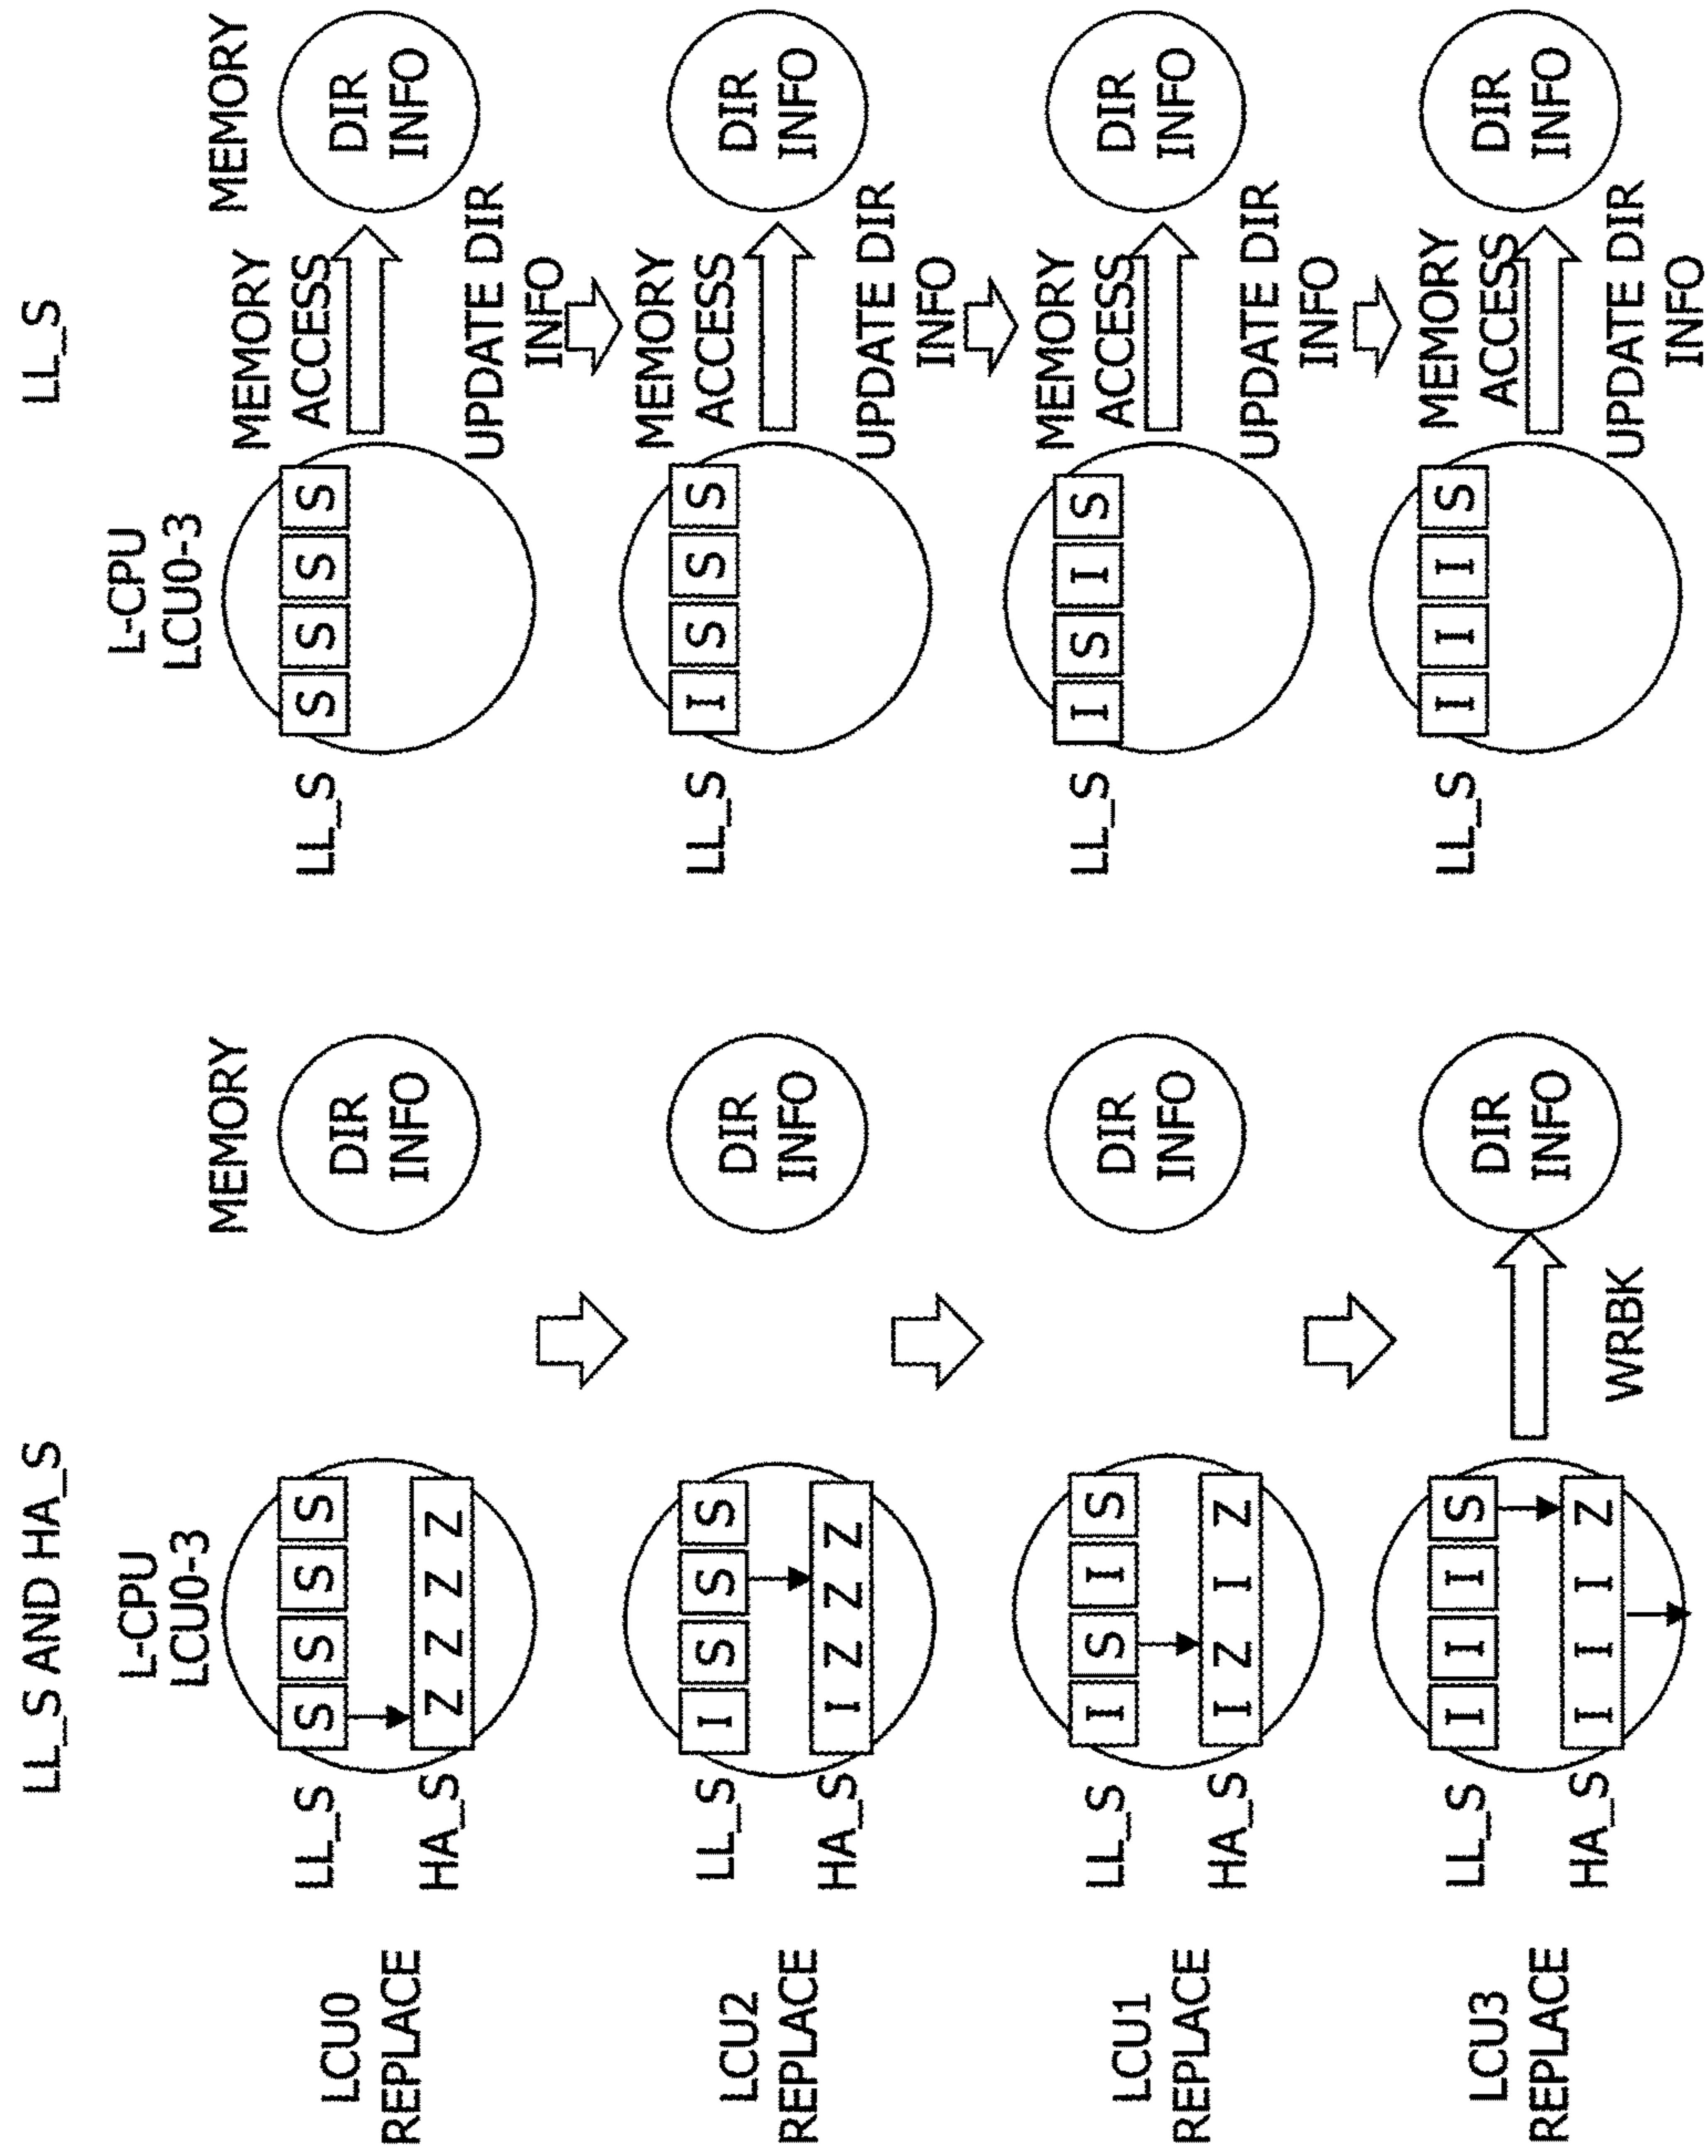 LL_S AND HA_S
LL_S
L-CPU
LCU0-3
MEMORY
L-CPU
LCU0-3
MEMORY
LCU0
REPLACE
LL_S
S S S S
HA_S
Z Z Z Z
DIR
INFO
LL_S
S S S S
MEMORY
ACCESS
UPDATE DIR
INFO
DIR
INFO
LCU2
REPLACE
LL_S
I S S S
HA_S
I Z Z Z
DIR
INFO
LL_S
I S S S
MEMORY
ACCESS
UPDATE DIR
INFO
DIR
INFO
LCU1
REPLACE
LL_S
I S I S
HA_S
I Z I Z
DIR
INFO
LL_S
I S I S
MEMORY
ACCESS
UPDATE DIR
INFO
DIR
INFO
LCU3
REPLACE
LL_S
I I I S
HA_S
I I I Z
WRBK
DIR
INFO
LL_S
I I I S
MEMORY
ACCESS
UPDATE DIR
INFO
DIR
INFO